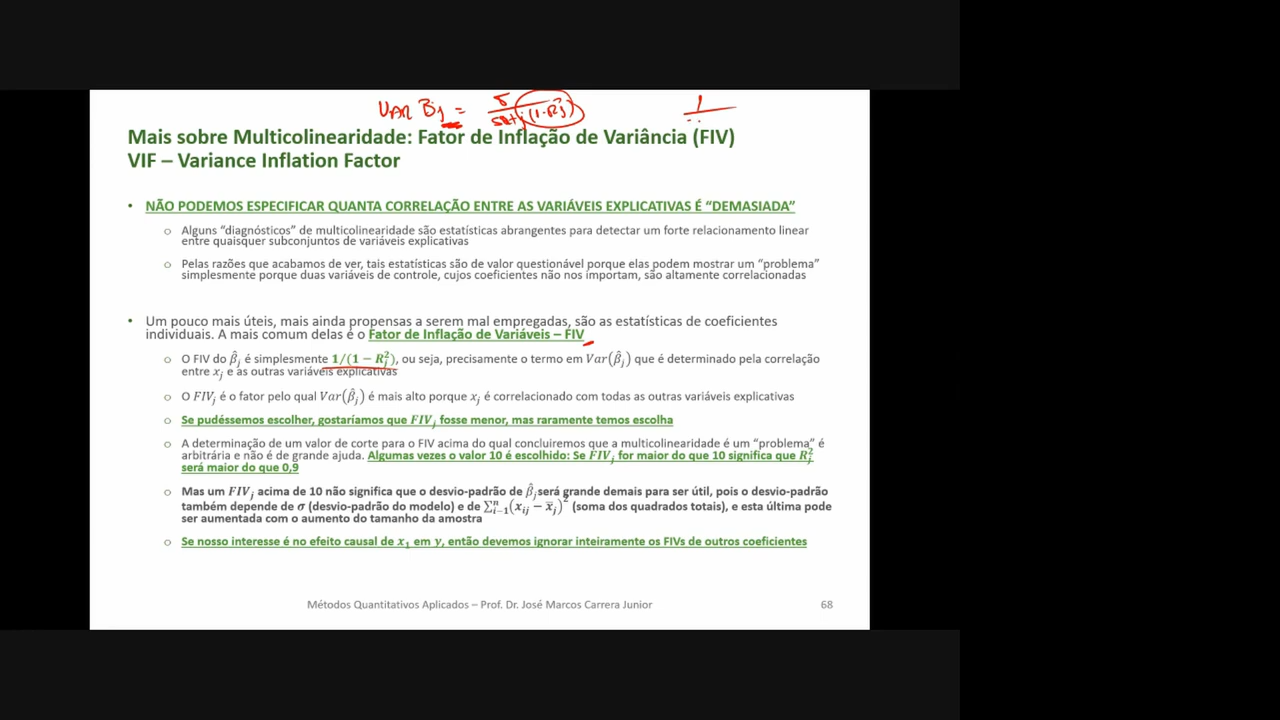 VAR Bj = σ / SQTj (1-R²j)
1
Mais sobre Multicolinearidade: Fator de Inflação de Variância (FIV)
VIF – Variance Inflation Factor
• NÃO PODEMOS ESPECIFICAR QUANTA CORRELAÇÃO ENTRE AS VARIÁVEIS EXPLICATIVAS É “DEMASIADA”
o Alguns “diagnósticos” de multicolinearidade são estatísticas abrangentes para detectar um forte relacionamento linear
entre quaisquer subconjuntos de variáveis explicativas
o Pelas razões que acabamos de ver, tais estatísticas são de valor questionável porque elas podem mostrar um “problema”
simplesmente porque duas variáveis de controle, cujos coeficientes não nos importam, são altamente correlacionadas
• Um pouco mais úteis, mais ainda propensas a serem mal empregadas, são as estatísticas de coeficientes
individuais. A mais comum delas é o Fator de Inflação de Variáveis – FIV
o O FIV do β̂ⱼ é simplesmente 1/(1 − Rⱼ²), ou seja, precisamente o termo em Var(β̂ⱼ) que é determinado pela correlação
entre xⱼ e as outras variáveis explicativas
o O FIVⱼ é o fator pelo qual Var(β̂ⱼ) é mais alto porque xⱼ é correlacionado com todas as outras variáveis explicativas
o Se pudéssemos escolher, gostaríamos que FIVⱼ fosse menor, mas raramente temos escolha
o A determinação de um valor de corte para o FIV acima do qual concluiremos que a multicolinearidade é um “problema” é
arbitrária e não é de grande ajuda. Algumas vezes o valor 10 é escolhido: Se FIVⱼ for maior do que 10 significa que Rⱼ²
será maior do que 0,9
o Mas um FIVⱼ acima de 10 não significa que o desvio-padrão de β̂ⱼ será grande demais para ser útil, pois o desvio-padrão
também depende de σ (desvio-padrão do modelo) e de ∑ⁿᵢ₌₁(xᵢⱼ − x̄ⱼ)² (soma dos quadrados totais), e esta última pode
ser aumentada com o aumento do tamanho da amostra
o Se nosso interesse é no efeito causal de x₁ em y, então devemos ignorar inteiramente os FIVs de outros coeficientes
Métodos Quantitativos Aplicados – Prof. Dr. José Marcos Carrera Junior 68